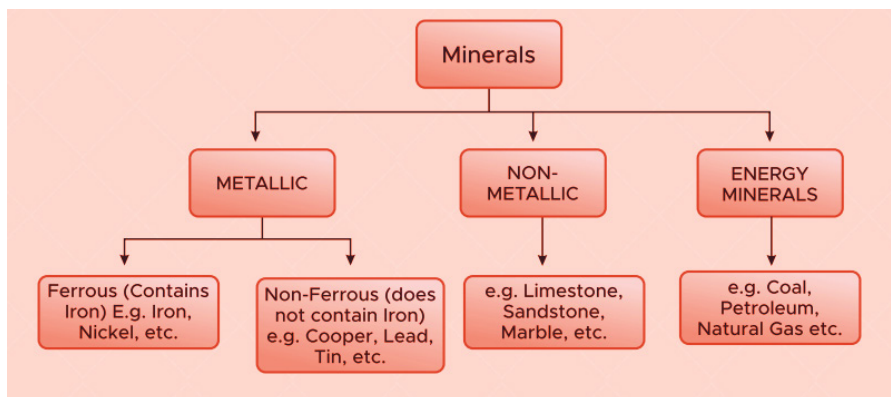 Minerals
METALLIC
NON-
METALLIC
ENERGY
MINERALS
Ferrous (Contains
Iron) E.g. Iron,
Nickel, etc.
Non-Ferrous (does
not contain Iron)
e.g. Cooper, Lead,
Tin, etc.
e.g. Limestone,
Sandstone,
Marble, etc.
e.g. Coal,
Petroleum,
Natural Gas etc.